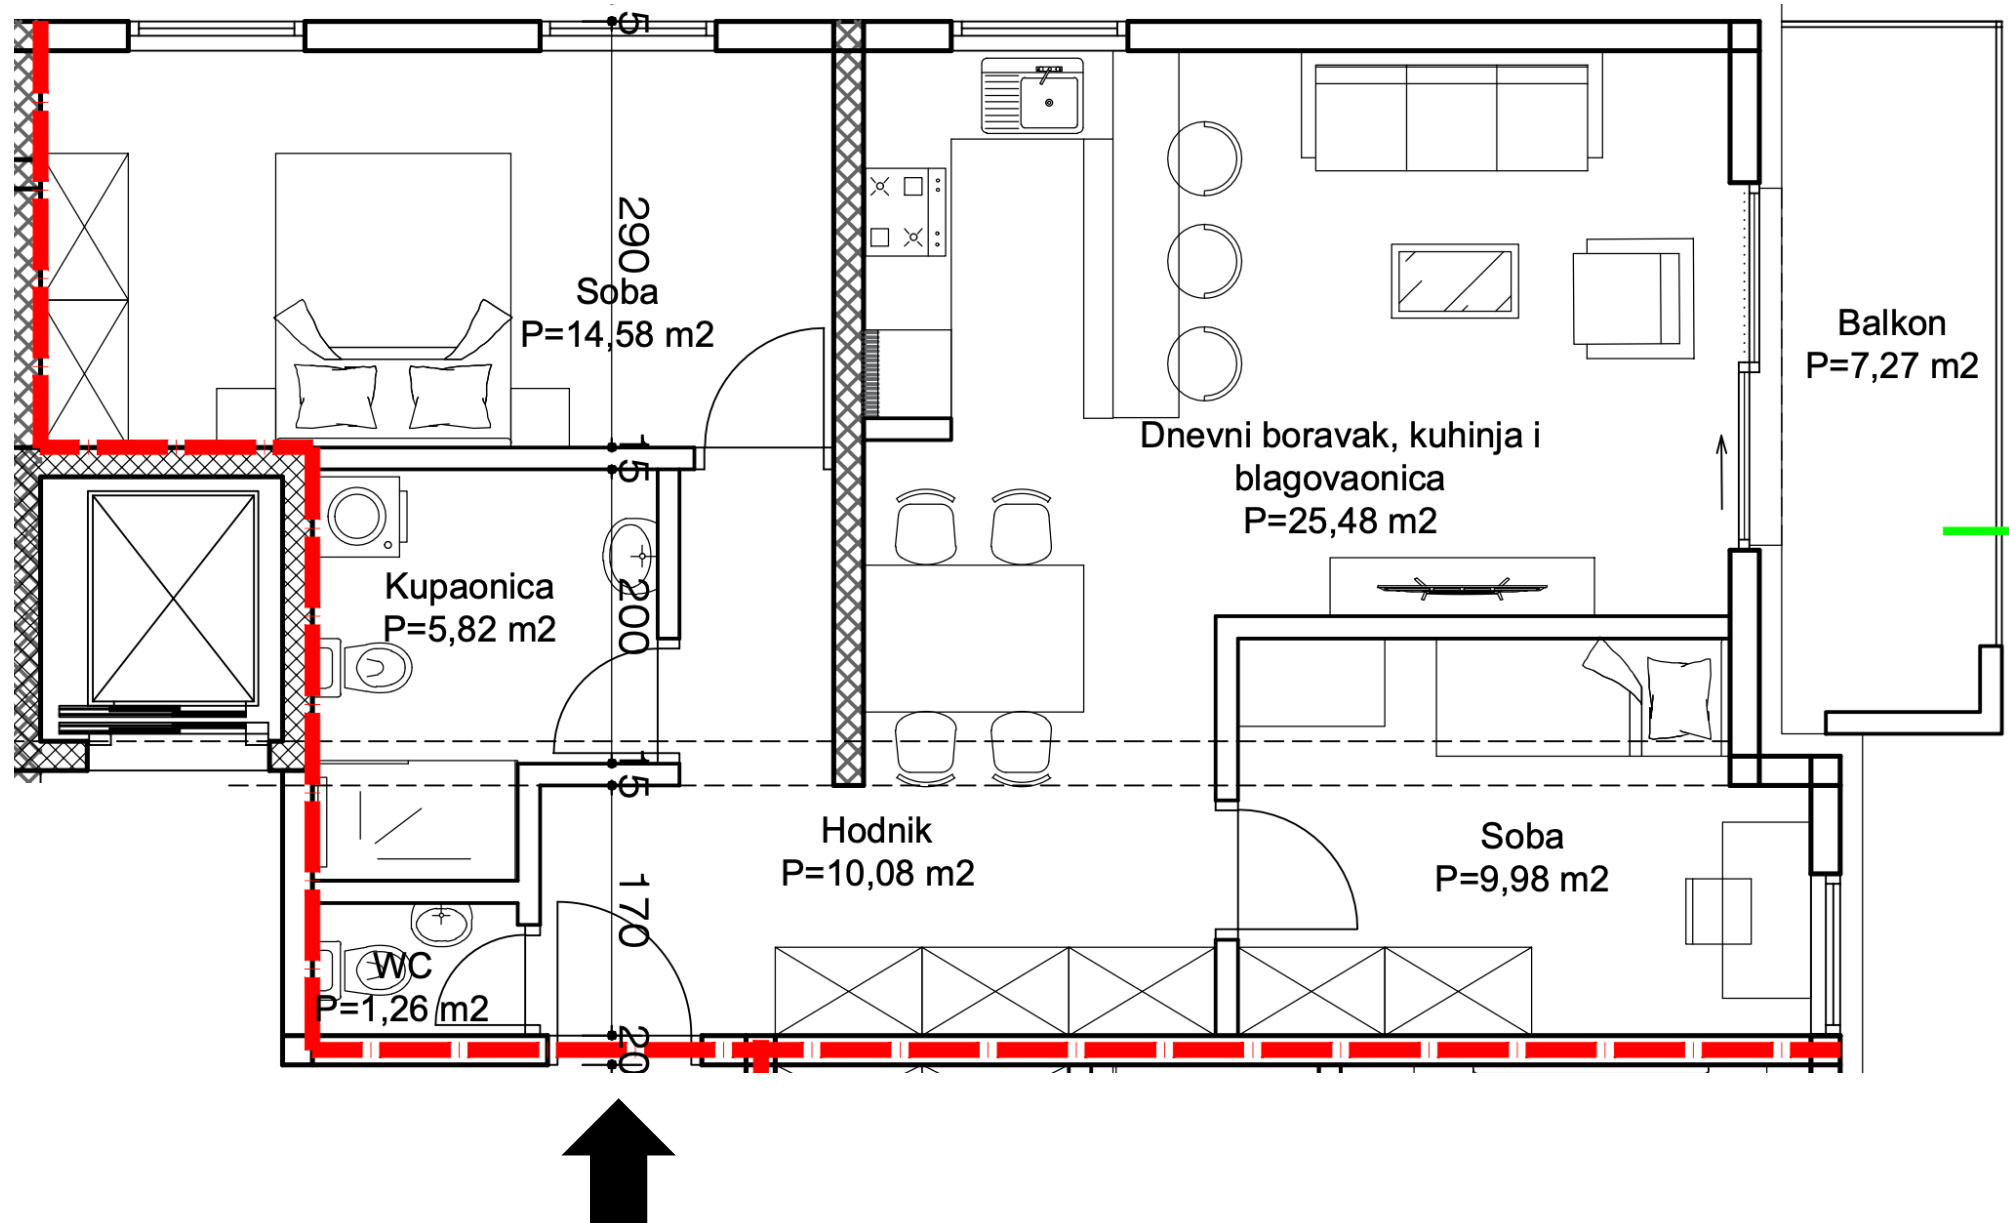 5
290
Soba
P=14,58 m2
15
Balkon
P=7,27 m2
Dnevni boravak, kuhinja i
blagovaonica
P=25,48 m2
Kupaonica
P=5,82 m2
200
15
Hodnik
P=10,08 m2
Soba
P=9,98 m2
170
WC
P=1,26 m2
20